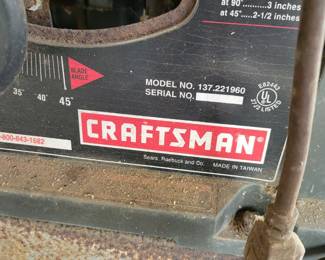 at 90° ........ 3 inches
at 45° ...2-1/2 inches
BLADE
ANGLE
35° 40° 45°
MODEL NO. 137.221960
SERIAL NO.
E82463
UL
LISTED
-800-843-1682
CRAFTSMAN
Sears, Roebuck and Co. MADE IN TAIWAN